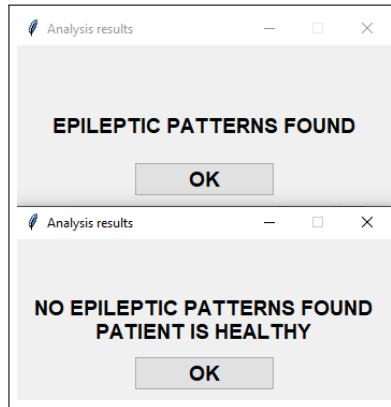 Analysis results
EPILEPTIC PATTERNS FOUND
OK
Analysis results
NO EPILEPTIC PATTERNS FOUND
PATIENT IS HEALTHY
OK